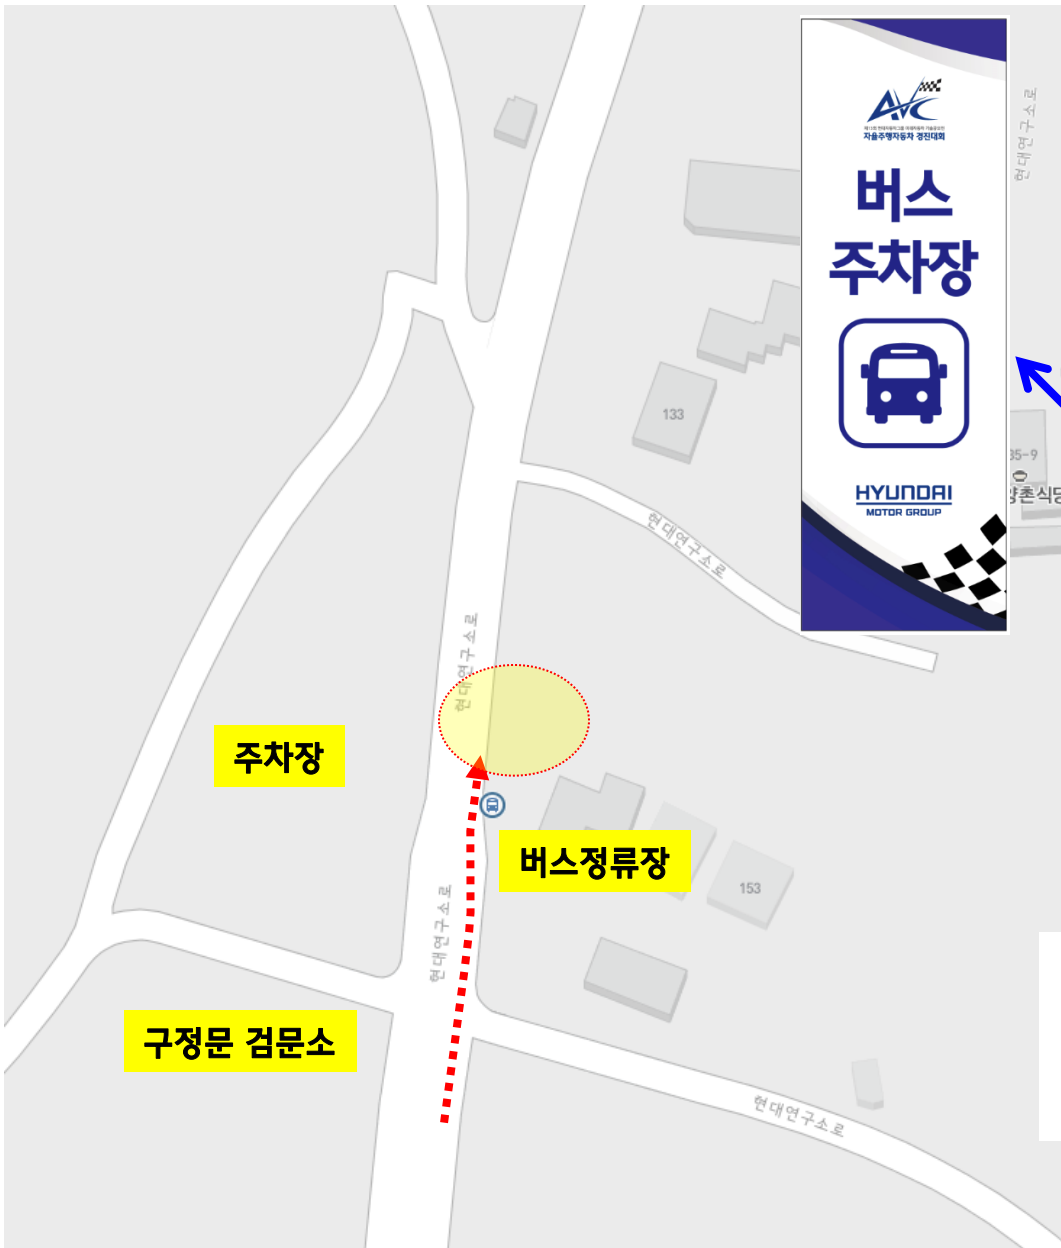 AVC
자율주행자동차 경진대회
버스
주차장
HYUNDAI
MOTOR GROUP
현대연구소로
133
35-9
현대연구소로
현대연구소로
주차장
버스정류장
153
현대연구소로
구정문 검문소
현대연구소로